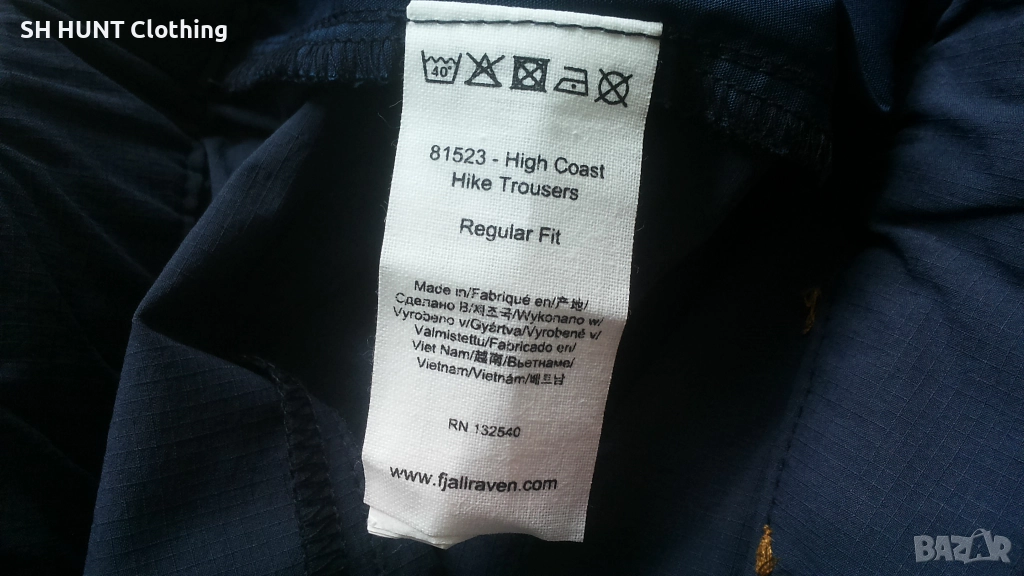 SH HUNT Clothing
40°
81523 - High Coast
Hike Trousers
Regular Fit
Made in/Fabriqué en/产地/
Сделано В/제조국/Wykonano w/
Vyrobeno v/Gyártva/Vyrobené v/
Valmistettu/Fabricado en/
Viet Nam/越南/Вьетнаме/
Vietnam/Vietnám/베트남
RN 132540
www.fjallraven.com
BAZAR